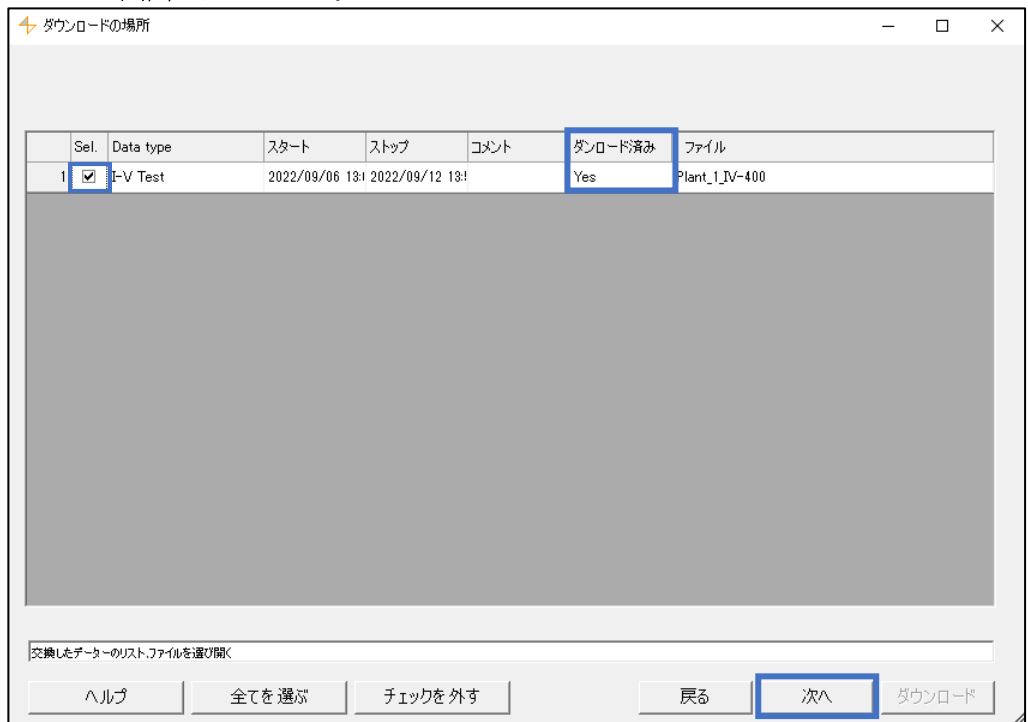 ダウンロードの場所
Sel. Data type スタート ストップ コメント ダンロード済み ファイル
1 I-V Test 2022/09/06 13:0 2022/09/12 13:5 Yes Plant_1_IV-400
交換したデーターのリスト.ファイルを選び開く
ヘルプ 全てを選ぶ チェックを外す 戻る 次へ ダウンロード